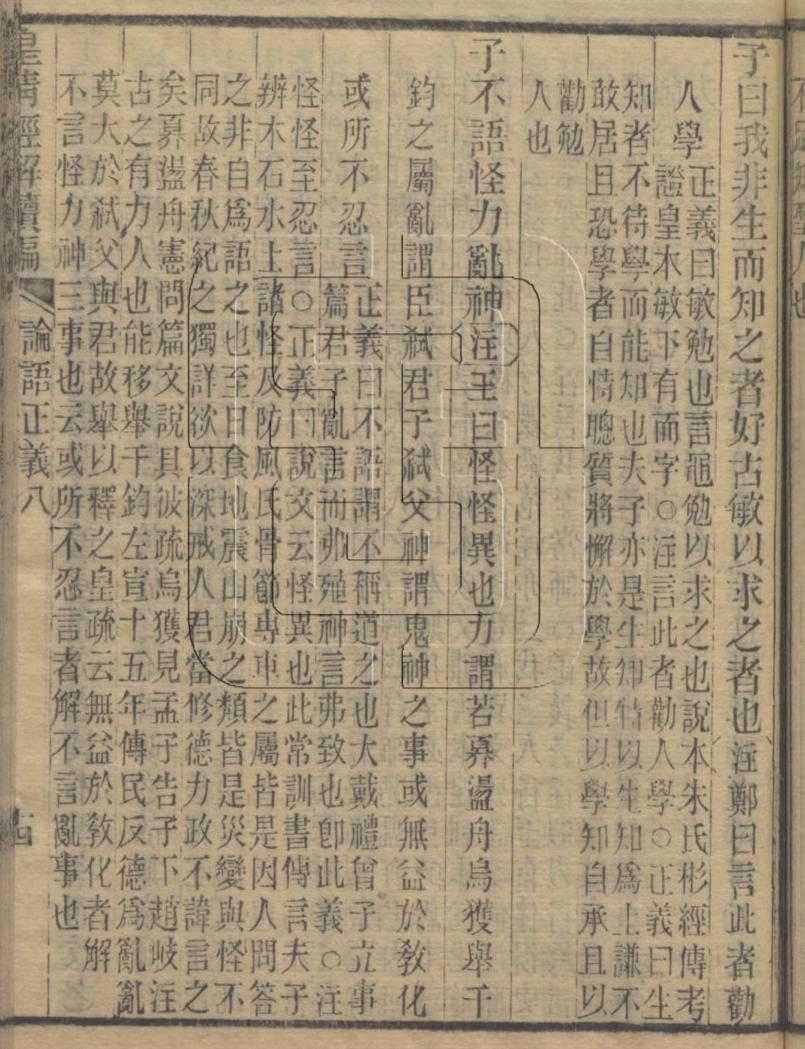 子曰我非生而知之者好古敏以求之者也注鄭曰言此者勸
人學
正義曰敏勉也言黽勉以求之也說本朱氏彬經傳考
證皇本敏下有而字○注言此者勸人學○正義曰生
知者不待學而能知也夫子亦是生知特以生知爲上謙不
敢居且恐學者自恃聰質將懈於學故但以學知自承且以
勸勉
人也
子不語怪力亂神注王曰怪怪異也力謂若奡盪舟烏獲舉千
鈞之屬亂謂臣弒君子弒父神謂鬼神之事或無益於敎化
或所不忍言
正義曰不語謂不稱道之也大戴禮曾子立事
篇君子亂言而弗殖神言弗致也卽此義○注
怪怪至忍言○正義曰說文云怪異也此常訓書傳言夫子
辨木石水土諸怪及防風氏骨節專車之屬皆是因人問答
之非自爲語之也至日食地震山崩之類皆是災變與怪不
同故春秋紀之獨詳欲以深戒人君當修德力政不諱言之
矣奡盪舟憲問篇文說具彼疏烏獲見孟子告子下趙岐注
古之有力人也能移舉千鈞左宣十五年傳民反德爲亂亂
莫大於弒父與君故舉以釋之皇疏云無益於敎化者解
不言怪力神三事也云或所不忍言者解不言亂事也
皇淸經解續編
論語正義八
十四